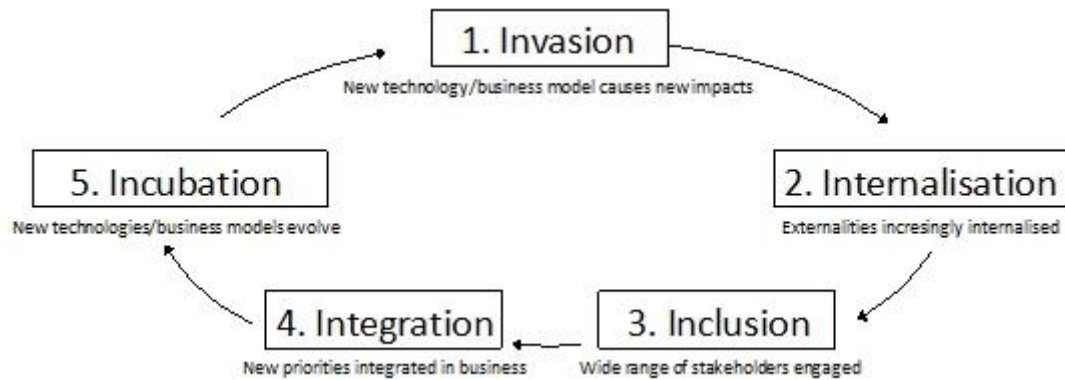 1. Invasion
New technology/business model causes new impacts
2. Internalisation
Externalities incresingly internalised
3. Inclusion
Wide range of stakeholders engaged
4. Integration
New priorities integrated in business
5. Incubation
New technologies/business models evolve